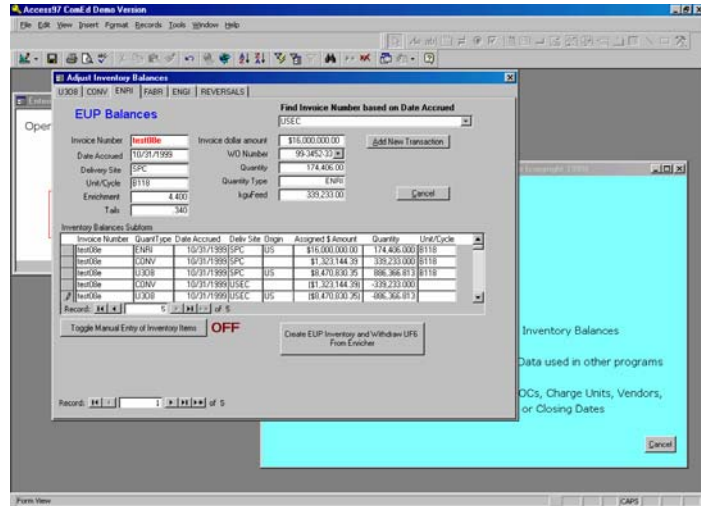 Access97 ComEd Demo Version
File Edit View Insert Format Records Tools Window Help
Adjust Inventory Balances
U3O8 CONV ENRI FABR ENGI REVERSALS
EUP Balances
Find Invoice Number based on Date Accrued
USEC
Invoice Number test08e Invoice dollar amount $16,000,000.00 Add New Transaction
Date Accrued 10/31/1999 WO Number 99-3452-33
Delivery Site SPC Quantity 174,406.00
Unit/Cycle B118 Quantity Type ENRI
Enrichment 4.400 kguFeed 339,233.00 Cancel
Tails .340
Inventory Balances Subform
Invoice Number QuantType Date Accrued Deliv Site Origin Assigned $ Amount Quantity Unit/Cycle
test08e ENRI 10/31/1999 SPC US $16,000,000.00 174,406.000 B118
test08e CONV 10/31/1999 SPC $1,323,144.39 339,233.000 B118
test08e U3O8 10/31/1999 SPC US $8,470,830.35 886,366.813 B118
test08e CONV 10/31/1999 USEC ($1,323,144.39) -339,233.000
test08e U3O8 10/31/1999 USEC US ($8,470,830.35) -886,366.813
Record: 5 of 5
Toggle Manual Entry of Inventory Items OFF
Create EUP Inventory and Withdraw UF6
From Enricher
Record: 1 of 5
Oper
Inventory Balances
Data used in other programs
OCs, Charge Units, Vendors,
or Closing Dates
Cancel
Form View
CAPS